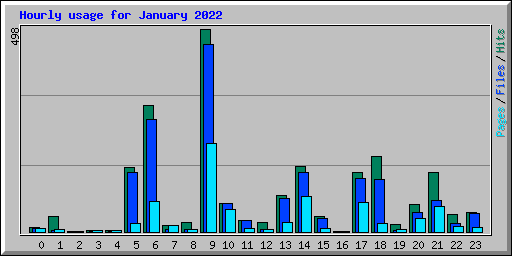 Hourly usage for January 2022
498
Pages / Files / Hits
0 1 2 3 4 5 6 7 8 9 10 11 12 13 14 15 16 17 18 19 20 21 22 23